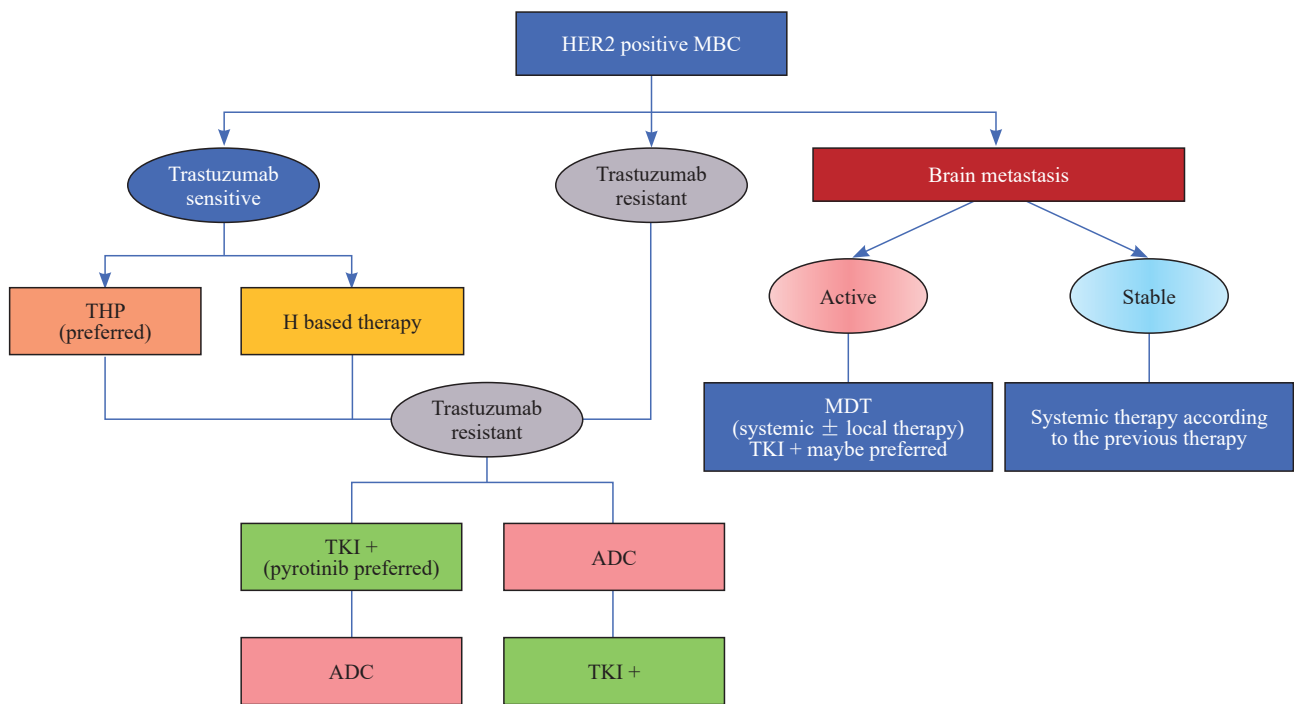 HER2 positive MBC
Trastuzumab
sensitive
Trastuzumab
resistant
Brain metastasis
THP
(preferred)
H based therapy
Active
Stable
Trastuzumab
resistant
MDT
(systemic ± local therapy)
TKI + maybe preferred
Systemic therapy according
to the previous therapy
TKI +
(pyrotinib preferred)
ADC
ADC
TKI +